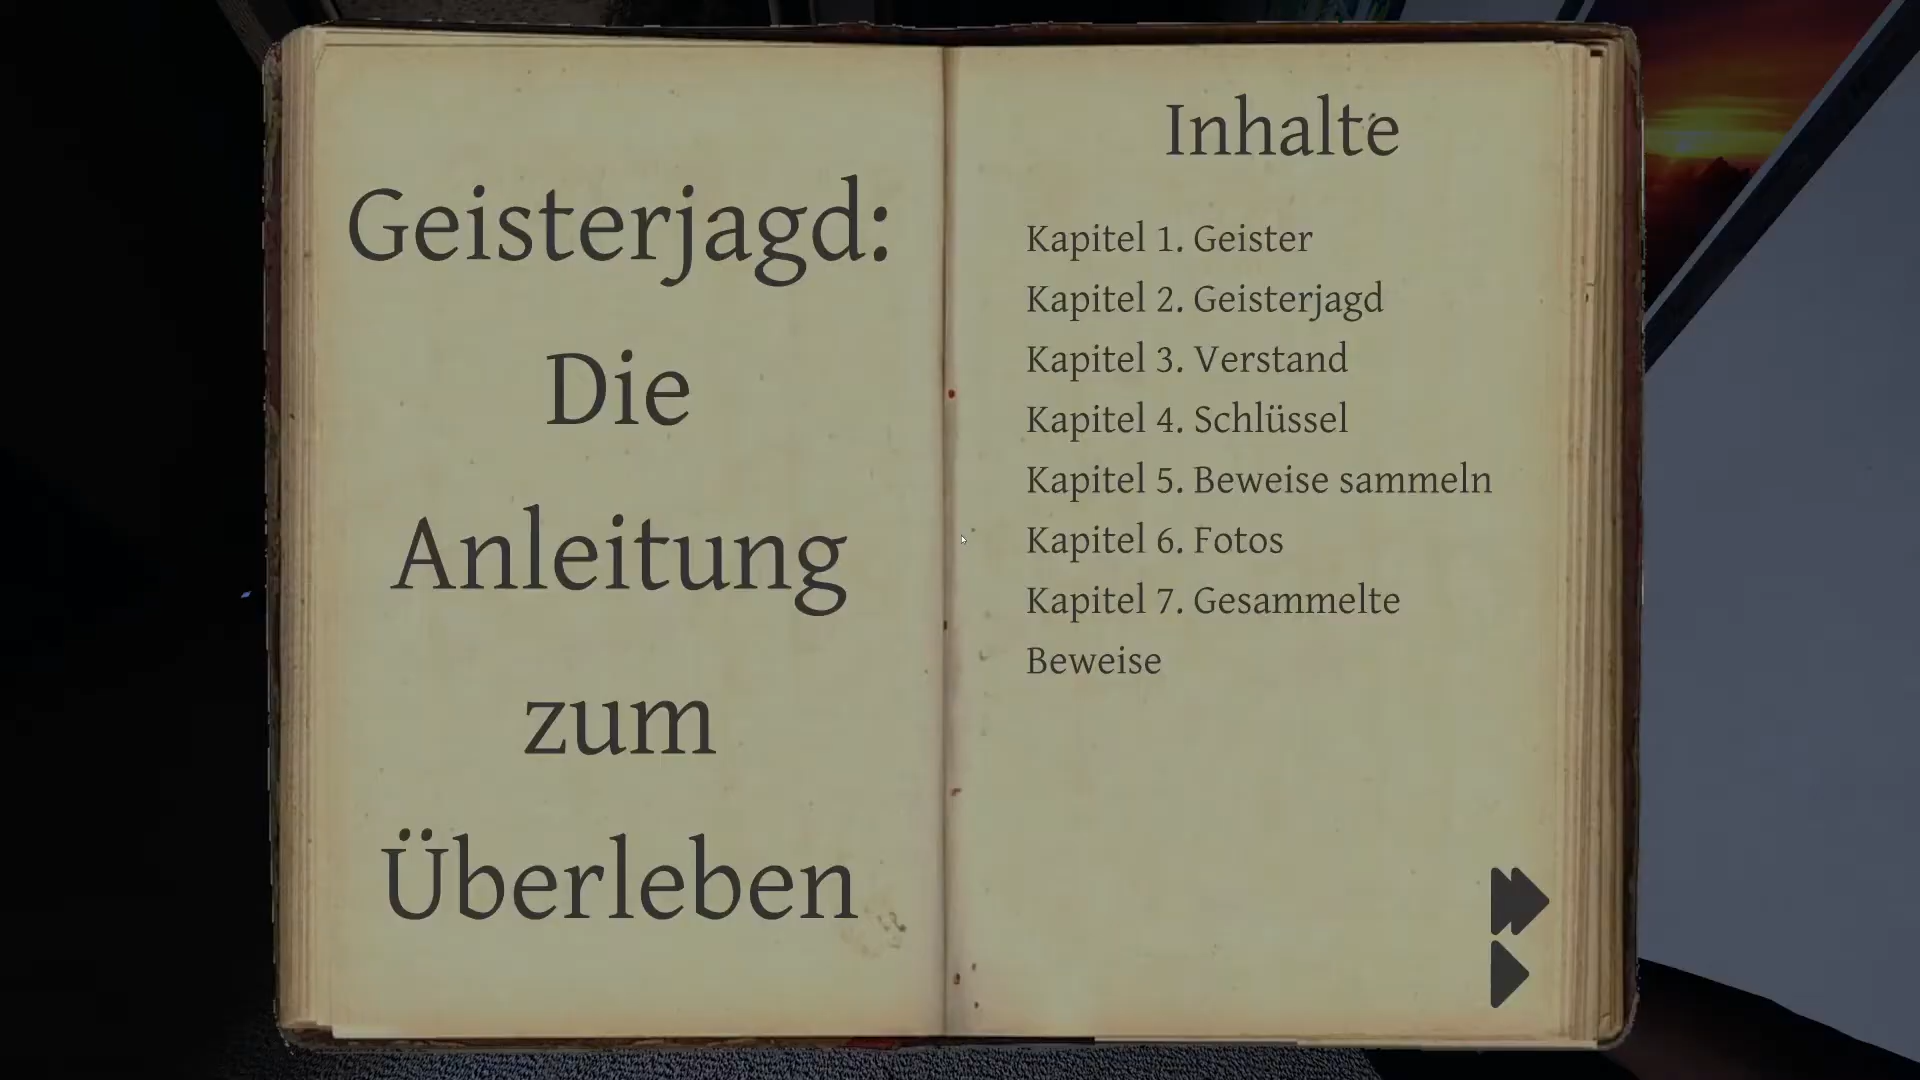 Geisterjagd:
Die
Anleitung
zum
Überleben
Inhalte
Kapitel 1. Geister
Kapitel 2. Geisterjagd
Kapitel 3. Verstand
Kapitel 4. Schlüssel
Kapitel 5. Beweise sammeln
Kapitel 6. Fotos
Kapitel 7. Gesammelte
Beweise